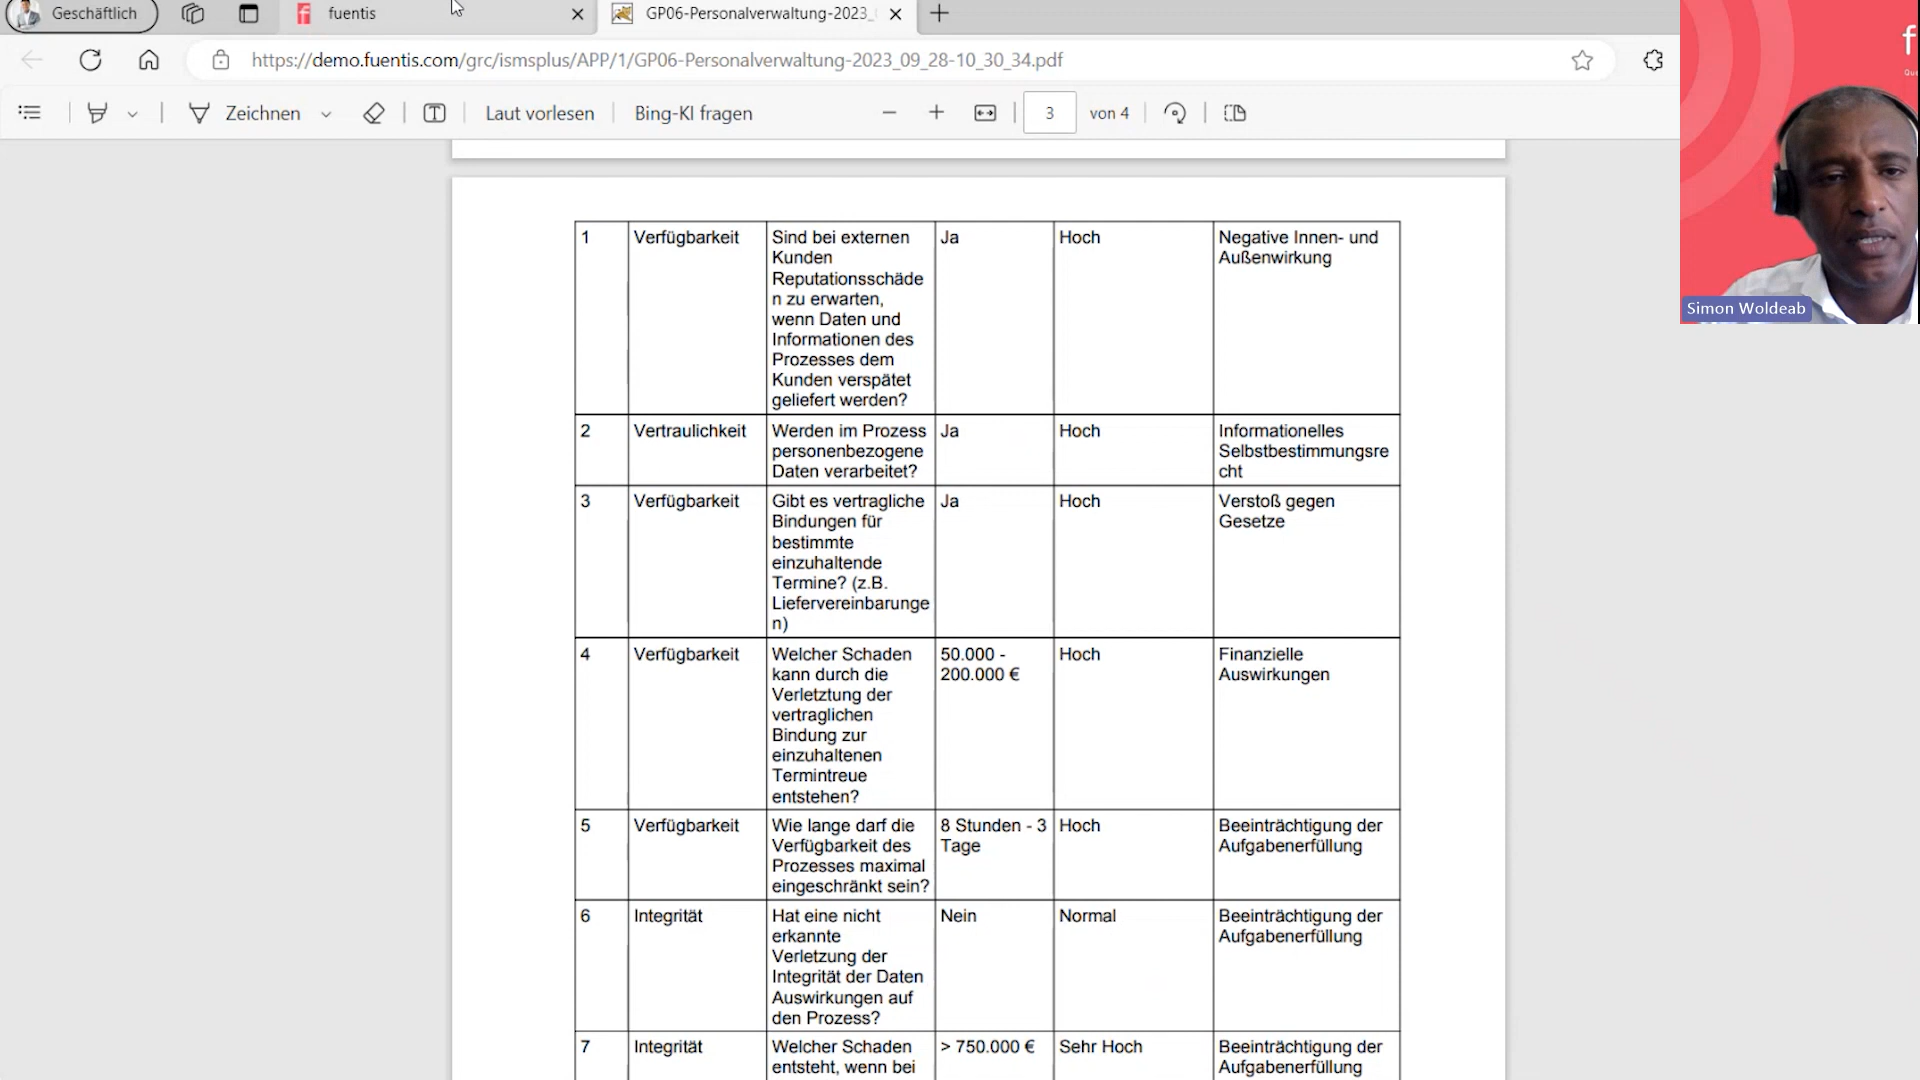 Geschäftlich
fuentis
GP06-Personalverwaltung-2023_
https://demo.fuentis.com/grc/ismsplus/APP/1/GP06-Personalverwaltung-2023_09_28-10_30_34.pdf
Zeichnen
Laut vorlesen
Bing-KI fragen
3
von 4
f
Simon Woldeab
1
Verfügbarkeit
Sind bei externen
Kunden
Reputationsschäde
n zu erwarten,
wenn Daten und
Informationen des
Prozesses dem
Kunden verspätet
geliefert werden?
Ja
Hoch
Negative Innen- und
Außenwirkung
2
Vertraulichkeit
Werden im Prozess
personenbezogene
Daten verarbeitet?
Ja
Hoch
Informationelles
Selbstbestimmungsre
cht
3
Verfügbarkeit
Gibt es vertragliche
Bindungen für
bestimmte
einzuhaltende
Termine? (z.B.
Liefervereinbarunge
n)
Ja
Hoch
Verstoß gegen
Gesetze
4
Verfügbarkeit
Welcher Schaden
kann durch die
Verletztung der
vertraglichen
Bindung zur
einzuhaltenen
Termintreue
entstehen?
50.000 -
200.000 €
Hoch
Finanzielle
Auswirkungen
5
Verfügbarkeit
Wie lange darf die
Verfügbarkeit des
Prozesses maximal
eingeschränkt sein?
8 Stunden - 3
Tage
Hoch
Beeinträchtigung der
Aufgabenerfüllung
6
Integrität
Hat eine nicht
erkannte
Verletzung der
Integrität der Daten
Auswirkungen auf
den Prozess?
Nein
Normal
Beeinträchtigung der
Aufgabenerfüllung
7
Integrität
Welcher Schaden
entsteht, wenn bei
> 750.000 €
Sehr Hoch
Beeinträchtigung der
Aufgabenerfüllung